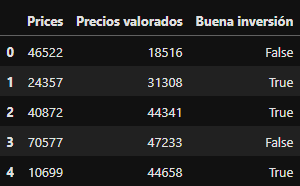 Prices Precios valorados Buena inversión
0 46522 18516 False
1 24357 31308 True
2 40872 44341 True
3 70577 47233 False
4 10699 44658 True